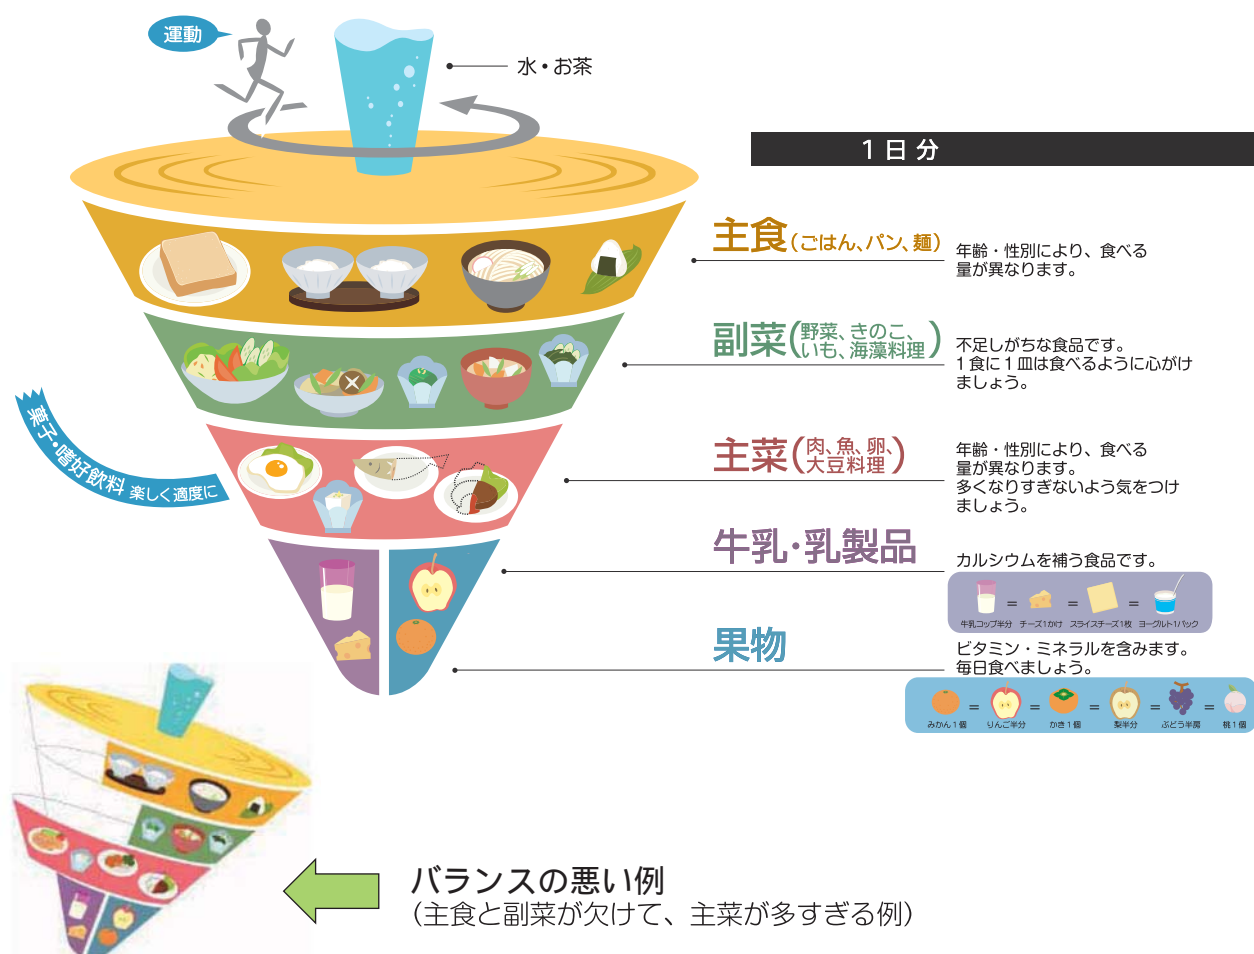 運動
水・お茶
1日分
主食(ごはん、パン、麺)
年齢・性別により、食べる
量が異なります。
副菜(野菜、きのこ、
いも、海藻料理)
不足しがちな食品です。
1食に1皿は食べるように心がけ
ましょう。
菓子・嗜好飲料 楽しく適度に
主菜(肉、魚、卵、
大豆料理)
年齢・性別により、食べる
量が異なります。
多くなりすぎないよう気をつけ
ましょう。
牛乳・乳製品
カルシウムを補う食品です。
= = =
牛乳コップ半分 チーズ1かけ スライスチーズ1枚 ヨーグルト1パック
果物
ビタミン・ミネラルを含みます。
毎日食べましょう。
= = = = =
みかん1個 りんご半分 かき1個 梨半分 ぶどう半房 桃1個
バランスの悪い例
(主食と副菜が欠けて、主菜が多すぎる例)